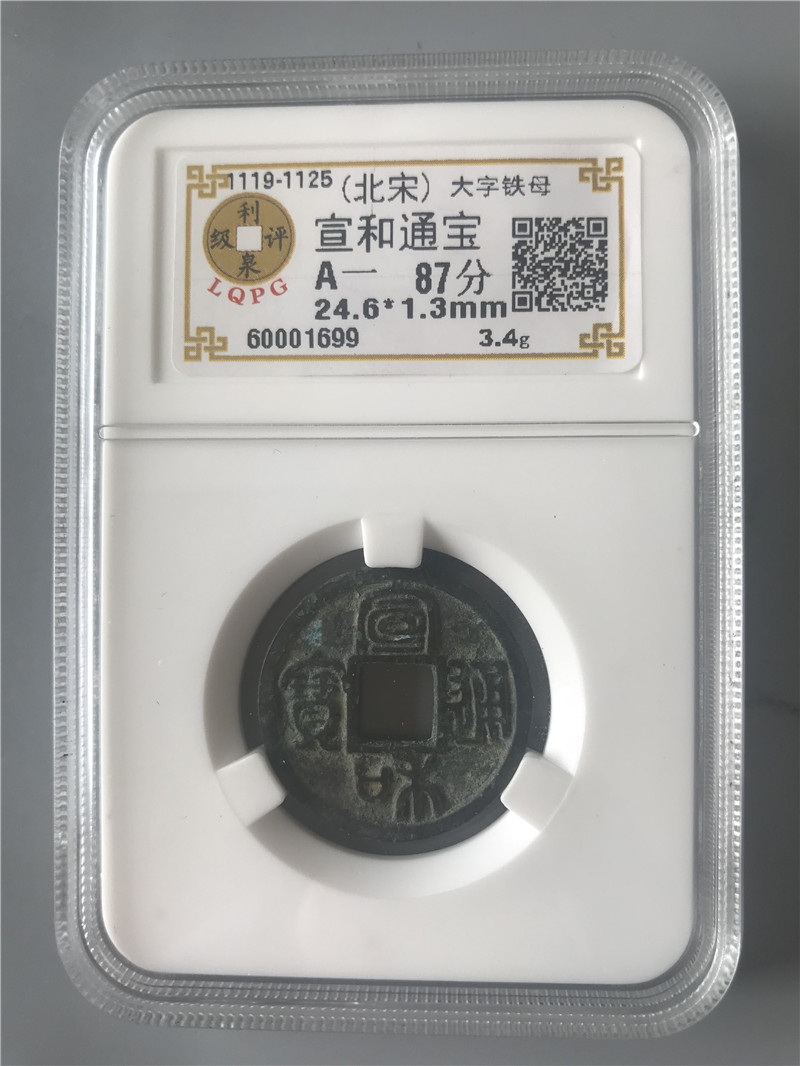 1119-1125 (北宋) 大字铁母
利泉评级
宣和通宝
LQPG
A一 87分
24.6*1.3mm
60001699 3.4g
宣和通寳